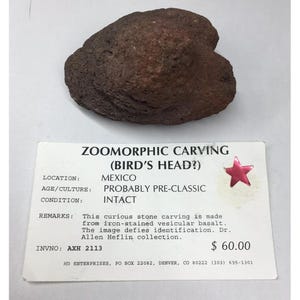 ZOOMORPHIC CARVING
(BIRD'S HEAD?)
LOCATION: MEXICO
AGE/CULTURE: PROBABLY PRE-CLASSIC
CONDITION: INTACT
REMARKS: This curious stone carving is made
from iron-stained vesicular basalt.
The image defies identification. Dr.
Allen Heflin collection.
INVNO: AXH 2113 $ 60.00
HD ENTERPRISES, PO BOX 22082, DENVER, CO 80222 (303) 695-1301